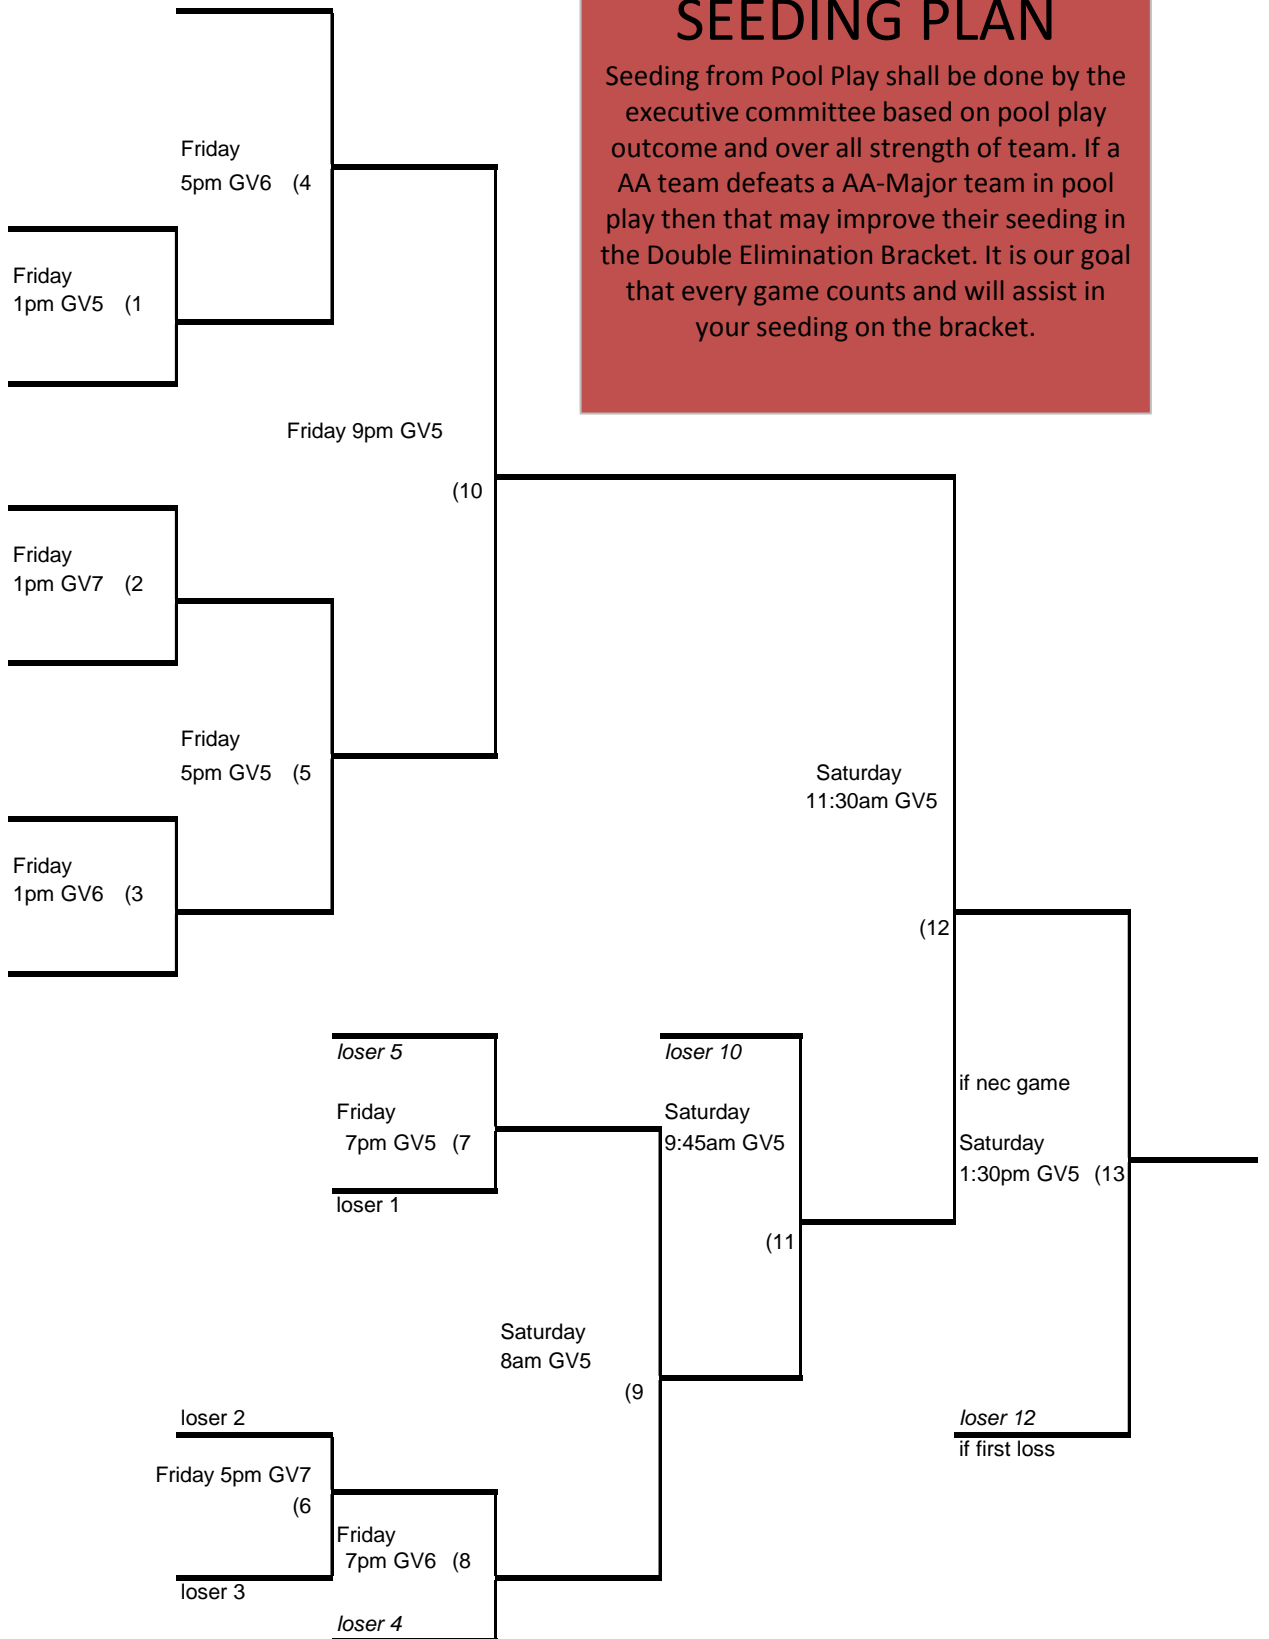 SEEDING PLAN
Seeding from Pool Play shall be done by the
executive committee based on pool play
outcome and over all strength of team. If a
AA team defeats a AA-Major team in pool
play then that may improve their seeding in
the Double Elimination Bracket. It is our goal
that every game counts and will assist in
your seeding on the bracket.
Friday
5pm GV6 (4
Friday
1pm GV5 (1
Friday 9pm GV5
(10
Friday
1pm GV7 (2
Friday
5pm GV5 (5
Saturday
11:30am GV5
Friday
1pm GV6 (3
(12
loser 5
loser 10
if nec game
Friday
7pm GV5 (7
Saturday
9:45am GV5
Saturday
1:30pm GV5 (13
loser 1
(11
Saturday
8am GV5
(9
loser 2
loser 12
if first loss
Friday 5pm GV7
(6
Friday
7pm GV6 (8
loser 3
loser 4